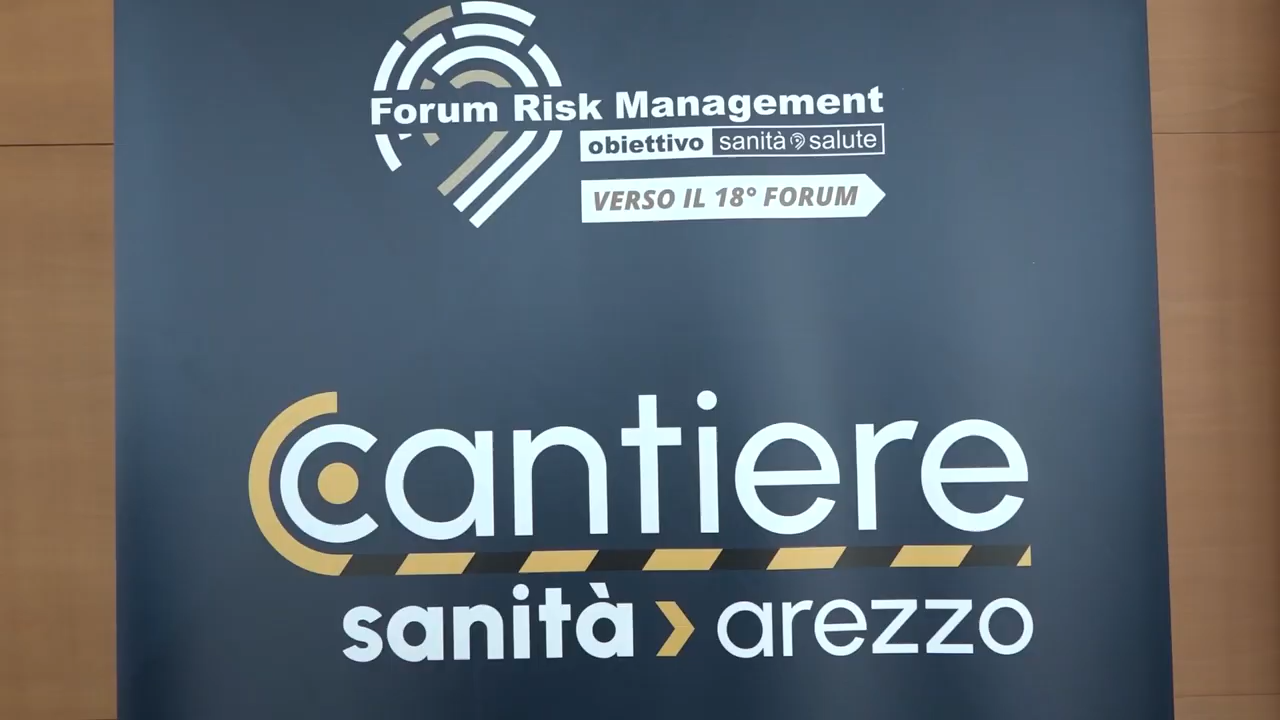 Forum Risk Management
obiettivo sanità salute
VERSO IL 18° FORUM
cantiere
sanità › arezzo